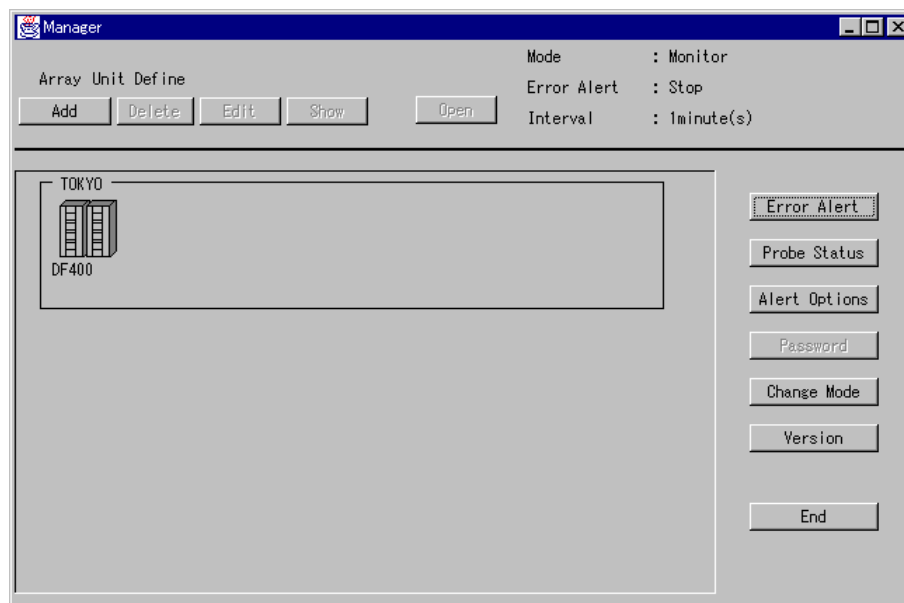 Manager
Array Unit Define
Add Delete Edit Show Open
Mode : Monitor
Error Alert : Stop
Interval : 1minute(s)
TOKYO
DF400
Error Alert
Probe Status
Alert Options
Password
Change Mode
Version
End